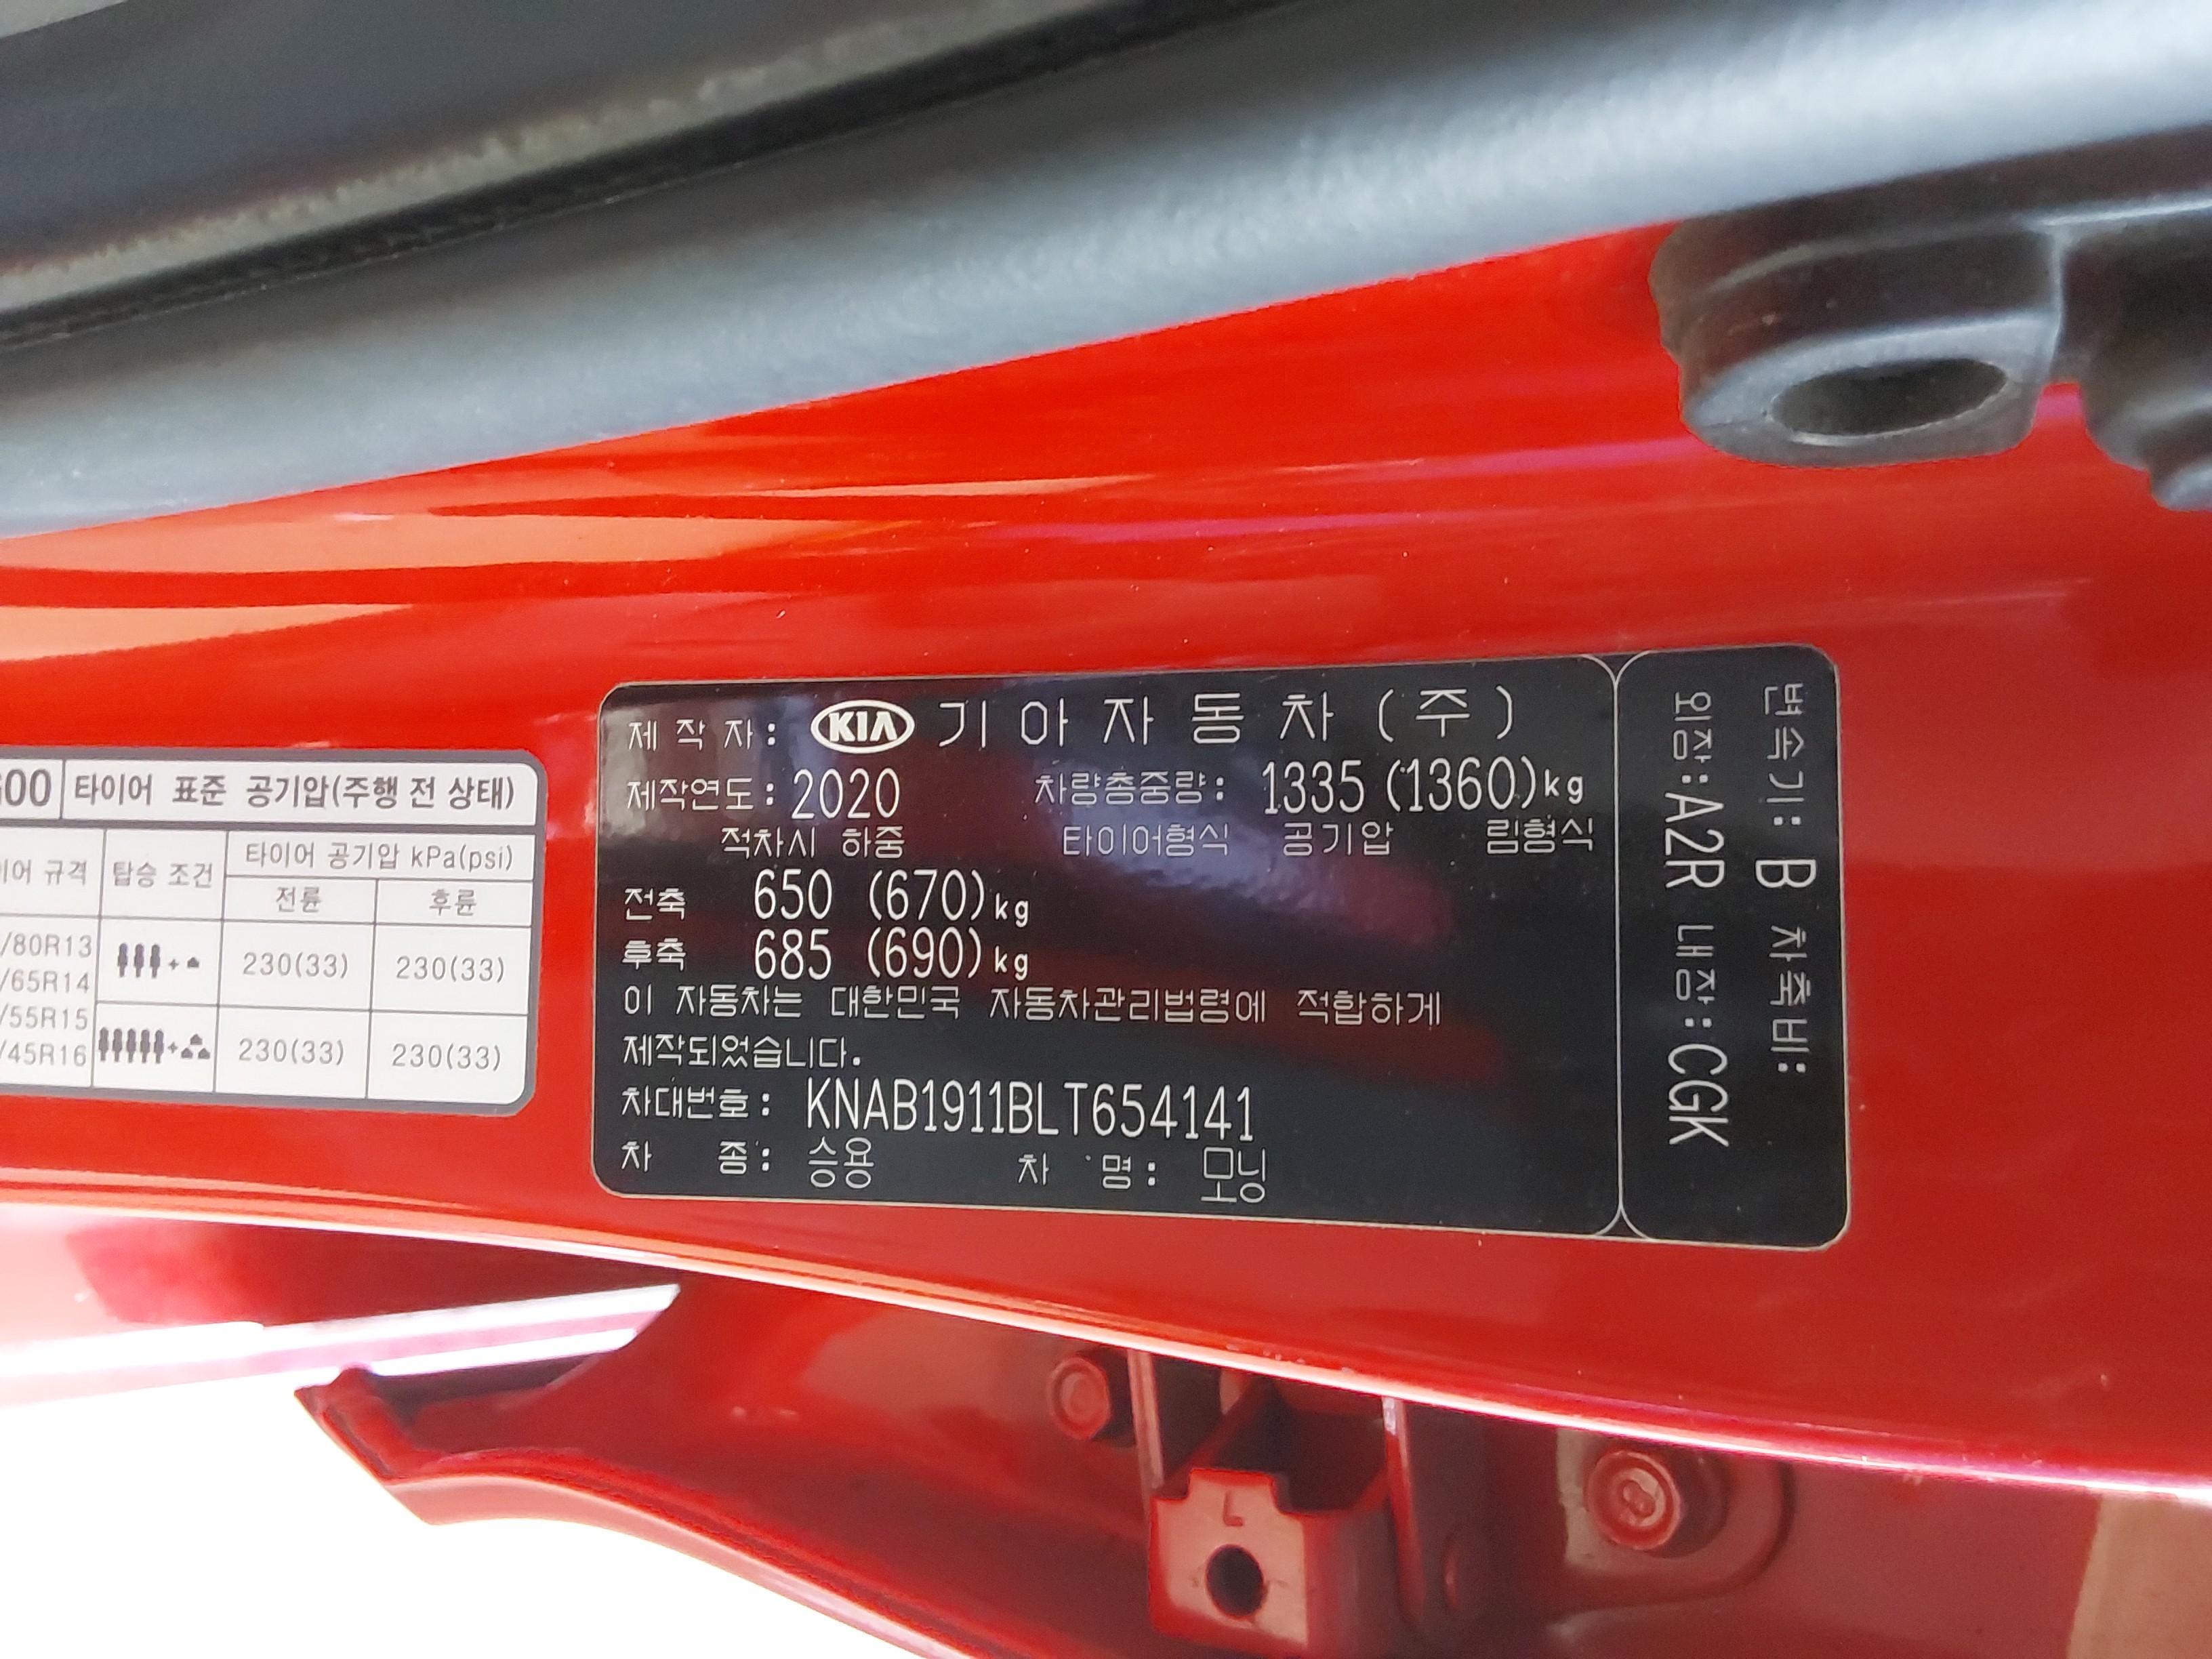 타이어 표준 공기압(주행 전 상태)
규격 탑승 조건 타이어 공기압 kPa(psi)
전륜 후륜
/80R13
/65R14
+ 230(33) 230(33)
/55R15
/45R16
+ 230(33) 230(33)
제 작 자 : KIA 기 아 자 동 차 ( 주 )
제작연도 : 2020 차량총중량 : 1335 (1360)kg
적차시 하중 타이어형식 공기압 림형식
전축 650 (670)kg
후축 685 (690)kg
이 자동차는 대한민국 자동차관리법령에 적합하게
제작되었습니다.
차대번호 : KNAB1911BLT654141
차 종 : 승용 차 명 : 모닝
변속기: B 차축비:
외장:A2R 내장:CGK
L